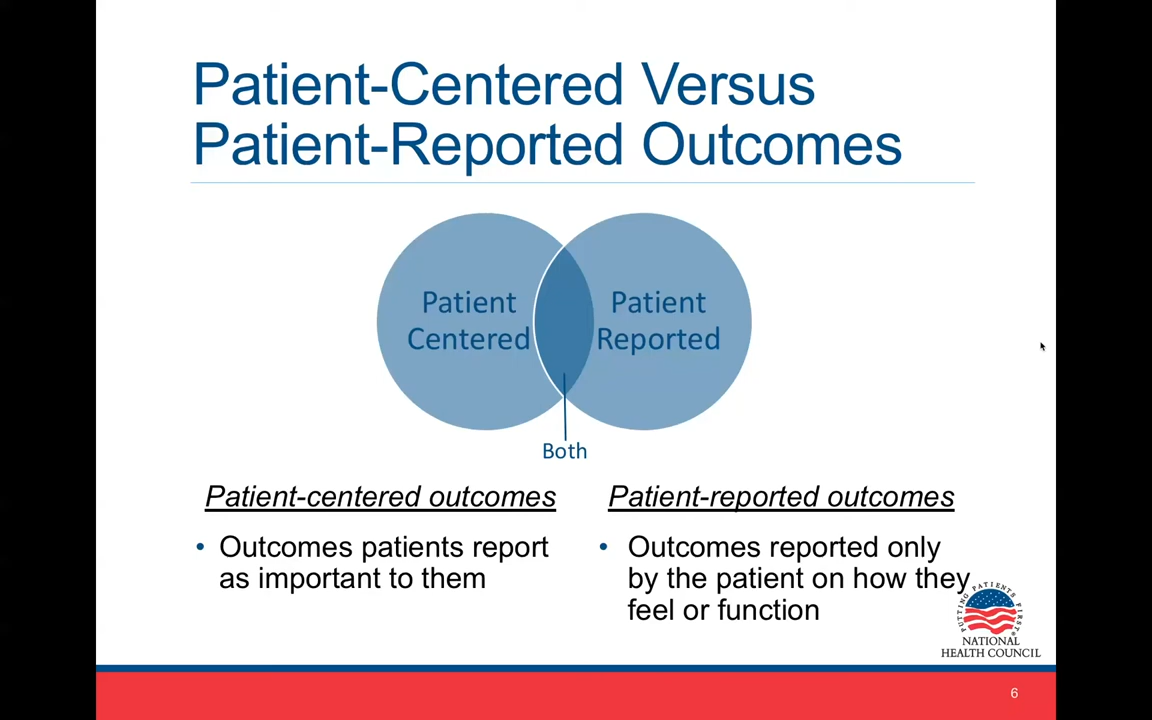 Patient-Centered Versus
Patient-Reported Outcomes
Patient
Centered
Patient
Reported
Both
Patient-centered outcomes
• Outcomes patients report
as important to them
Patient-reported outcomes
• Outcomes reported only
by the patient on how they
feel or function
PUTTING PATIENTS FIRST®
NATIONAL
HEALTH COUNCIL
6